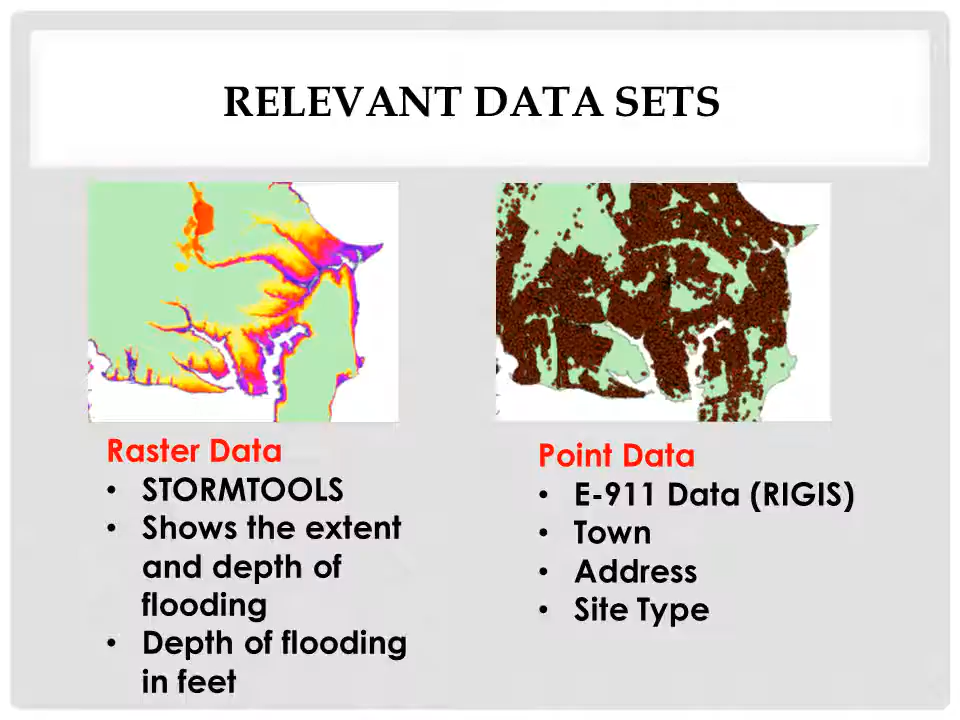 RELEVANT DATA SETS
Raster Data
• STORMTOOLS
• Shows the extent
and depth of
flooding
• Depth of flooding
in feet
Point Data
• E-911 Data (RIGIS)
• Town
• Address
• Site Type